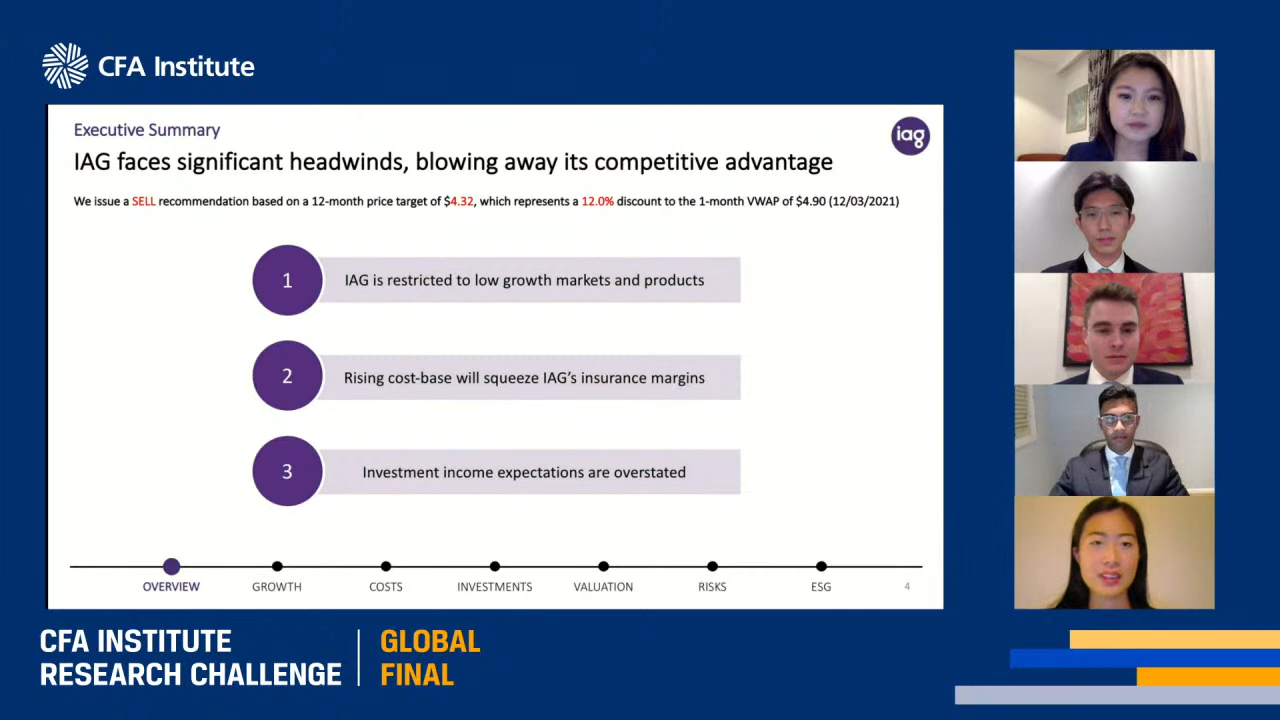 CFA Institute
Executive Summary
iag
IAG faces significant headwinds, blowing away its competitive advantage
We issue a SELL recommendation based on a 12-month price target of $4.32, which represents a 12.0% discount to the 1-month VWAP of $4.90 (12/03/2021)
1
IAG is restricted to low growth markets and products
2
Rising cost-base will squeeze IAG's insurance margins
3
Investment income expectations are overstated
OVERVIEW GROWTH COSTS INVESTMENTS VALUATION RISKS ESG 4
CFA INSTITUTE
RESEARCH CHALLENGE
GLOBAL
FINAL